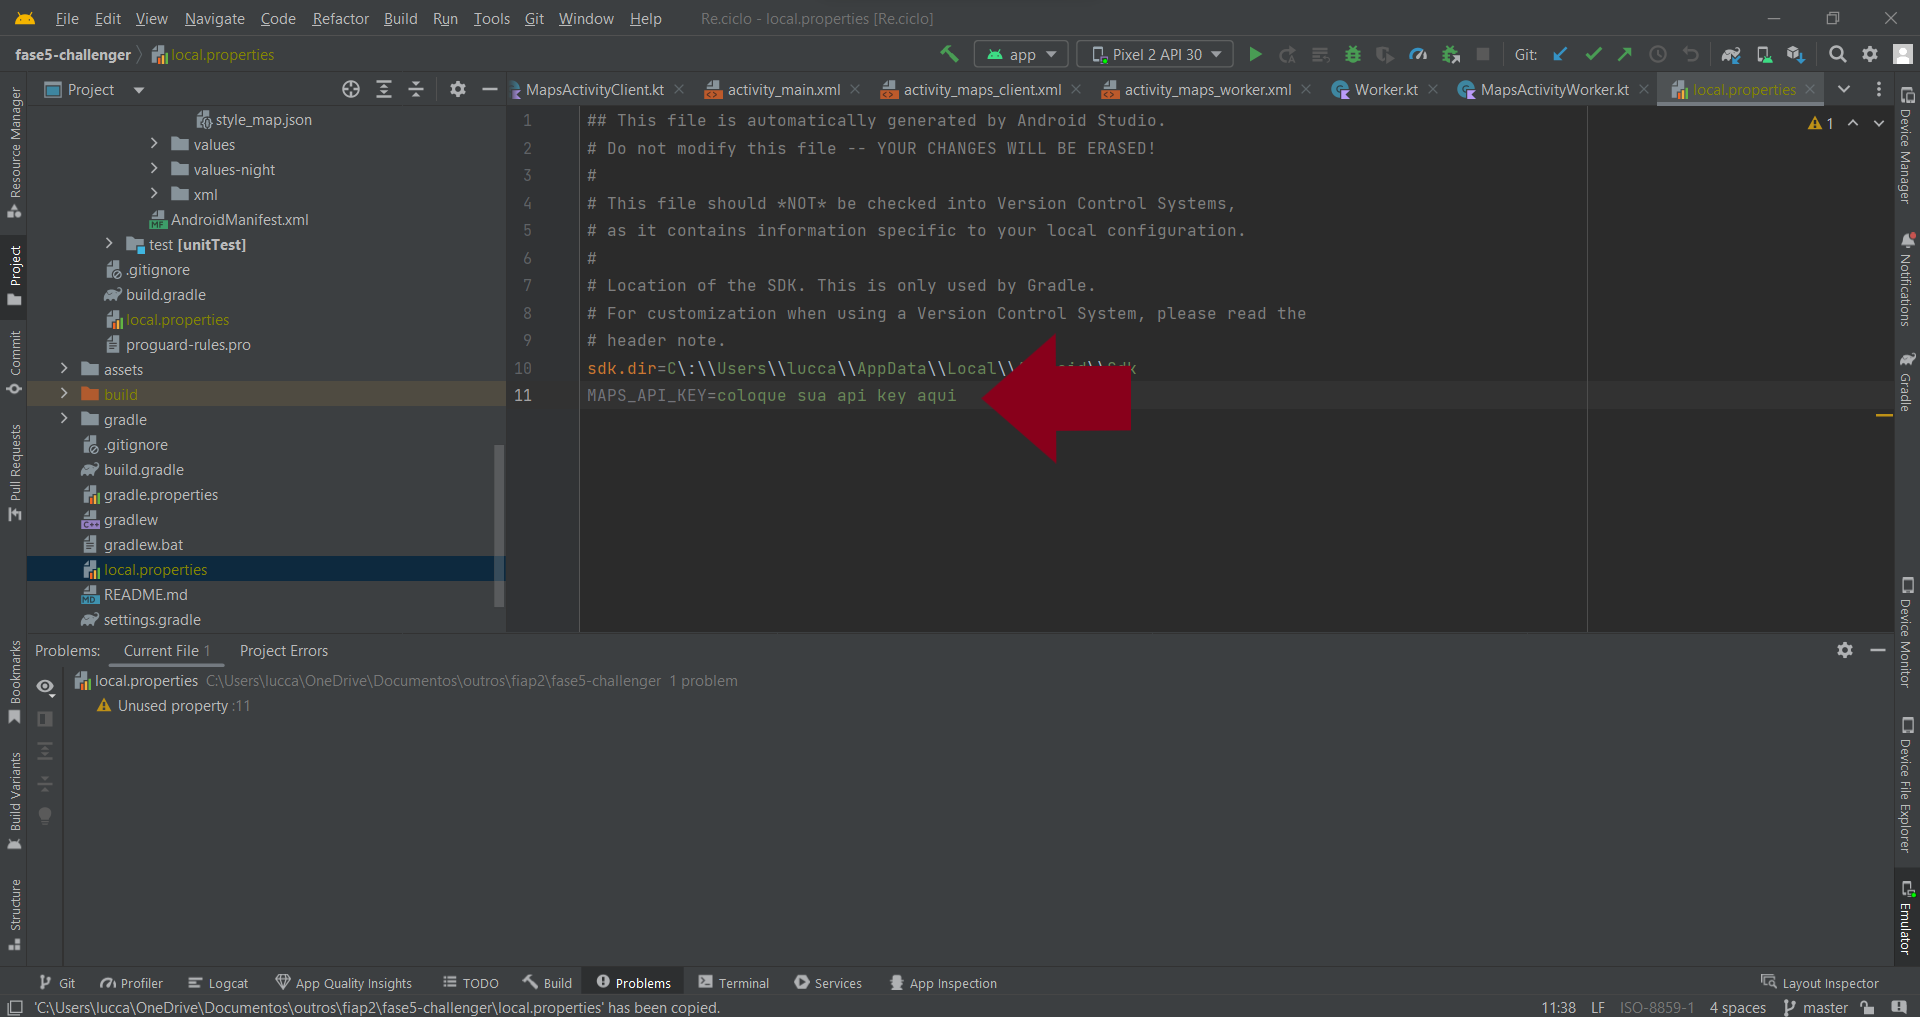 File Edit View Navigate Code Refactor Build Run Tools Git Window Help Re.ciclo - local.properties [Re.ciclo]
fase5-challenger local.properties app Pixel 2 API 30 Git:
Project MapsActivityClient.kt activity_main.xml activity_maps_client.xml activity_maps_worker.xml Worker.kt MapsActivityWorker.kt local.properties
Resource Manager
Project
Commit
Pull Requests
Bookmarks
Build Variants
Structure
style_map.json
values
values-night
xml
AndroidManifest.xml
test [unitTest]
.gitignore
build.gradle
local.properties
proguard-rules.pro
assets
build
gradle
.gitignore
build.gradle
gradle.properties
gradlew
gradlew.bat
local.properties
README.md
settings.gradle
1 ## This file is automatically generated by Android Studio.
2 # Do not modify this file -- YOUR CHANGES WILL BE ERASED!
3 #
4 # This file should *NOT* be checked into Version Control Systems,
5 # as it contains information specific to your local configuration.
6 #
7 # Location of the SDK. This is only used by Gradle.
8 # For customization when using a Version Control System, please read the
9 # header note.
10 sdk.dir=C\:\\Users\\lucca\\AppData\\Local\\
11 MAPS_API_KEY=coloque sua api key aqui
1
Device Manager
Notifications
Gradle
Device Monitor
Device File Explorer
Emulator
Problems: Current File 1 Project Errors
local.properties C:\Users\lucca\OneDrive\Documentos\outros\fiap2\fase5-challenger 1 problem
Unused property :11
Git Profiler Logcat App Quality Insights TODO Build Problems Terminal Services App Inspection Layout Inspector
'C:\Users\lucca\OneDrive\Documentos\outros\fiap2\fase5-challenger\local.properties' has been copied. 11:38 LF ISO-8859-1 4 spaces master